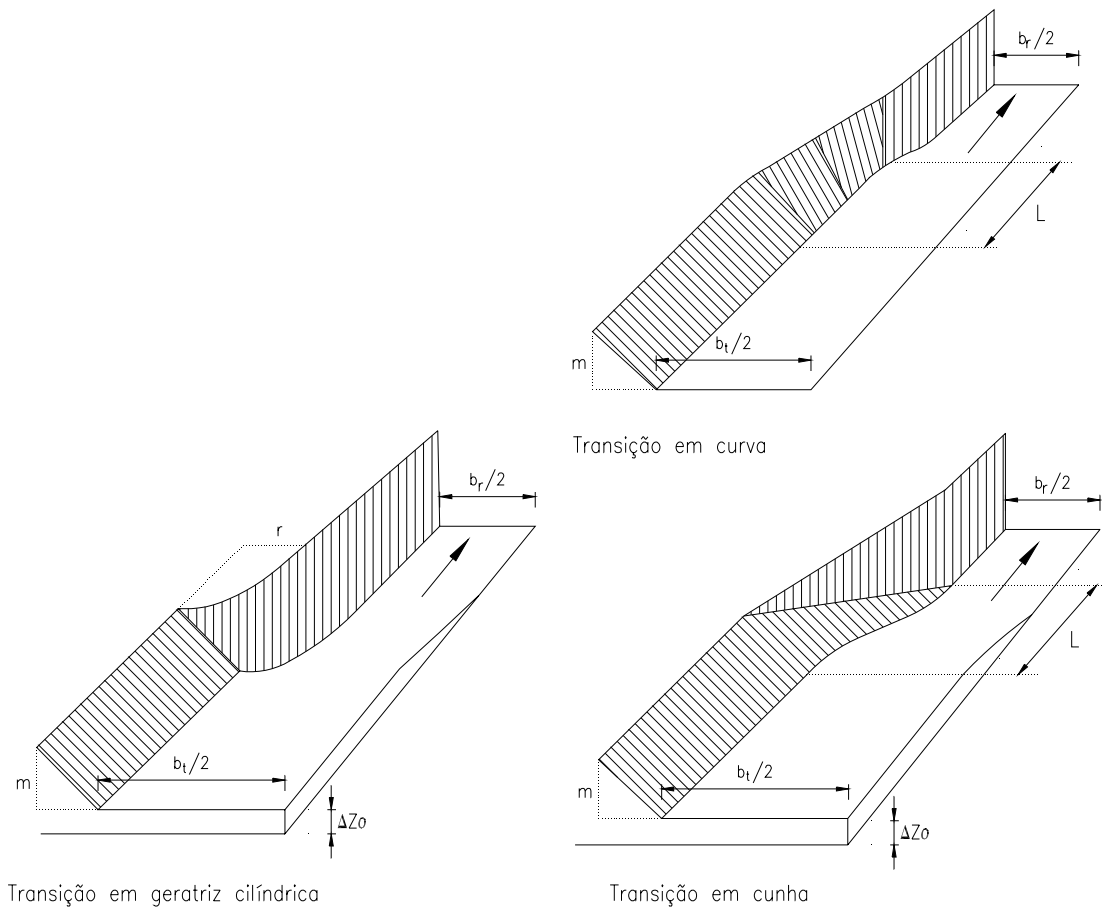 bᵣ/2
L
bₜ/2
m
Transição em curva
bᵣ/2
r
bₜ/2
m
ΔZo
Transição em geratriz cilíndrica
bᵣ/2
L
bₜ/2
m
ΔZo
Transição em cunha